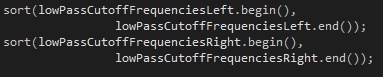 sort(lowPassCutoffFrequenciesLeft.begin(),
lowPassCutoffFrequenciesLeft.end());
sort(lowPassCutoffFrequenciesRight.begin(),
lowPassCutoffFrequenciesRight.end());